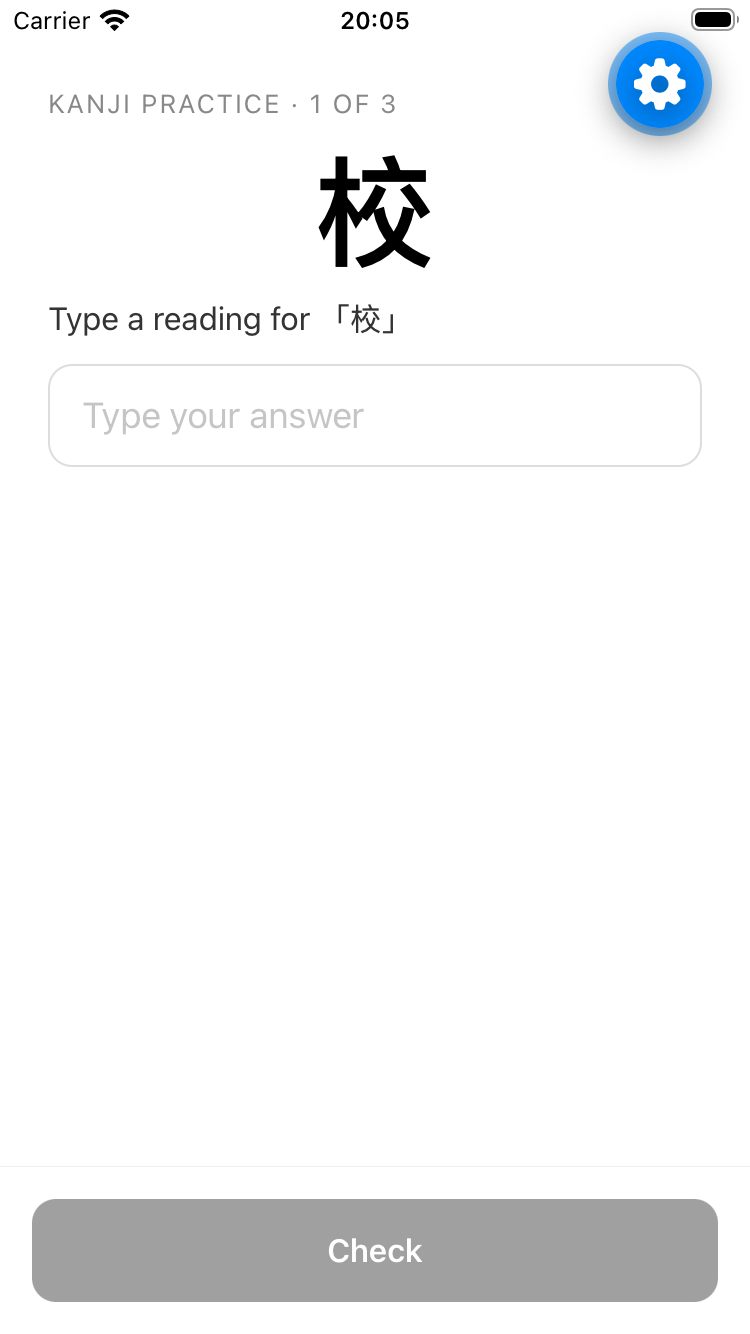 Carrier 20:05
KANJI PRACTICE · 1 OF 3
校
Type a reading for 「校」
Type your answer
Check